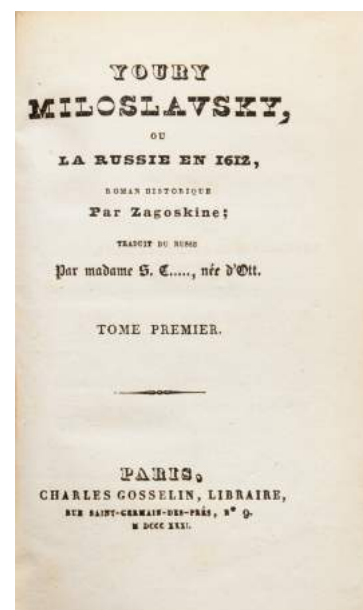 YOURY
MILOSLAVSKY,
OU
LA RUSSIE EN 1612,
ROMAN HISTORIQUE
Par Zagoskine;
TRADUIT DU RUSSE
Par madame S. C....., née d'Ott.
TOME PREMIER.
PARIS,
CHARLES GOSSELIN, LIBRAIRE,
RUE SAINT-GERMAIN-DES-PRÉS, N° 9.
M DCCC XXXI.